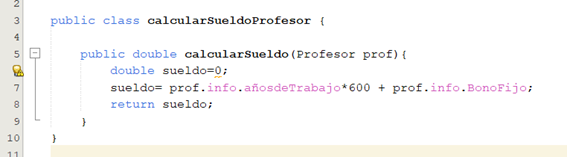 2
3 public class calcularSueldoProfesor {
4
5 public double calcularSueldo(Profesor prof){
double sueldo=0;
7 sueldo= prof.info.añosdeTrabajo*600 + prof.info.BonoFijo;
8 return sueldo;
9 }
10 }
11